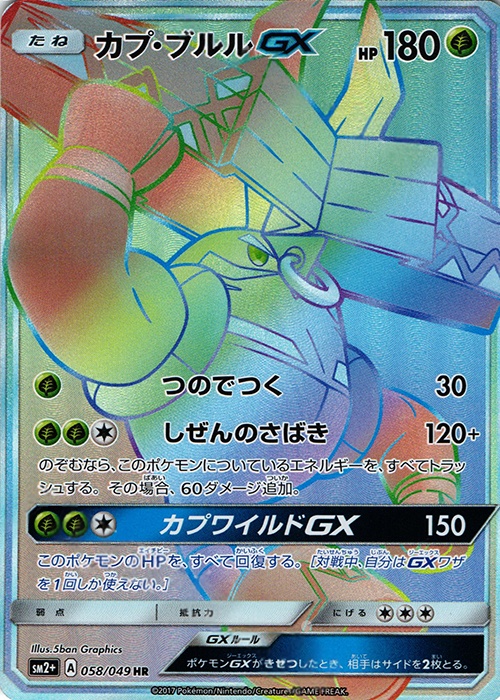 たね カプ・ブルルGX HP 180
つのでつく 30
しぜんのさばき 120+
のぞむなら、このポケモンについているエネルギーを、すべてトラッ
シュする。その場合、60ダメージ追加。
カプワイルドGX 150
このポケモンのHPを、すべて回復する。[対戦中、自分はGXワザ
を1回しか使えない。]
弱点 抵抗力 にげる
Illus.5ban Graphics
GXルール
SM2+ A 058/049 HR
ポケモンGXがきぜつしたとき、相手はサイドを2枚とる。
©2017 Pokémon/Nintendo/Creatures/GAME FREAK.